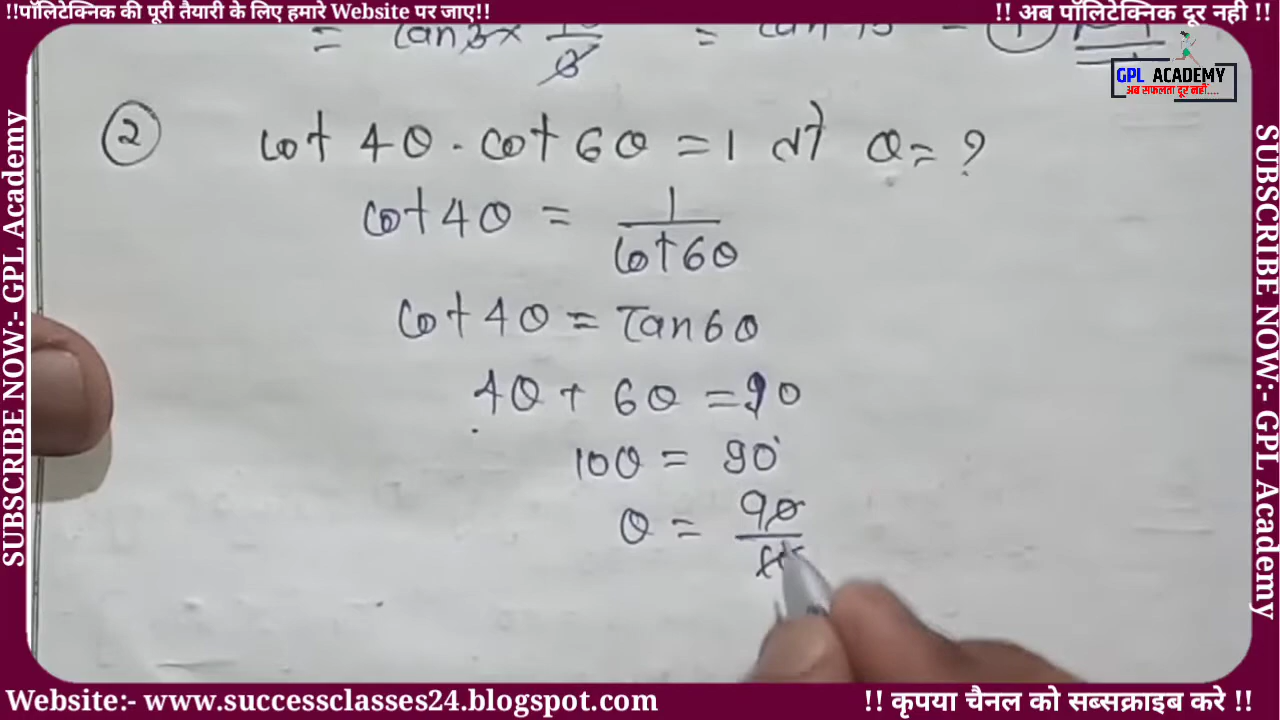 !!पॉलिटेक्निक की पूरी तैयारी के लिए हमारे Website पर जाए!!
!! अब पॉलिटेक्निक दूर नही !!
GPL ACADEMY
अब सफलता दूर नहीं....
② cot 4θ . cot 6θ = 1 तो θ = ?
cot 4θ = 1/cot 6θ
cot 4θ = Tan 6θ
4θ + 6θ = 90
10θ = 90°
θ = 90/10
SUBSCRIBE NOW:- GPL Academy
SUBSCRIBE NOW:- GPL Academy
Website:- www.successclasses24.blogspot.com
!! कृपया चैनल को सब्सक्राइब करे !!